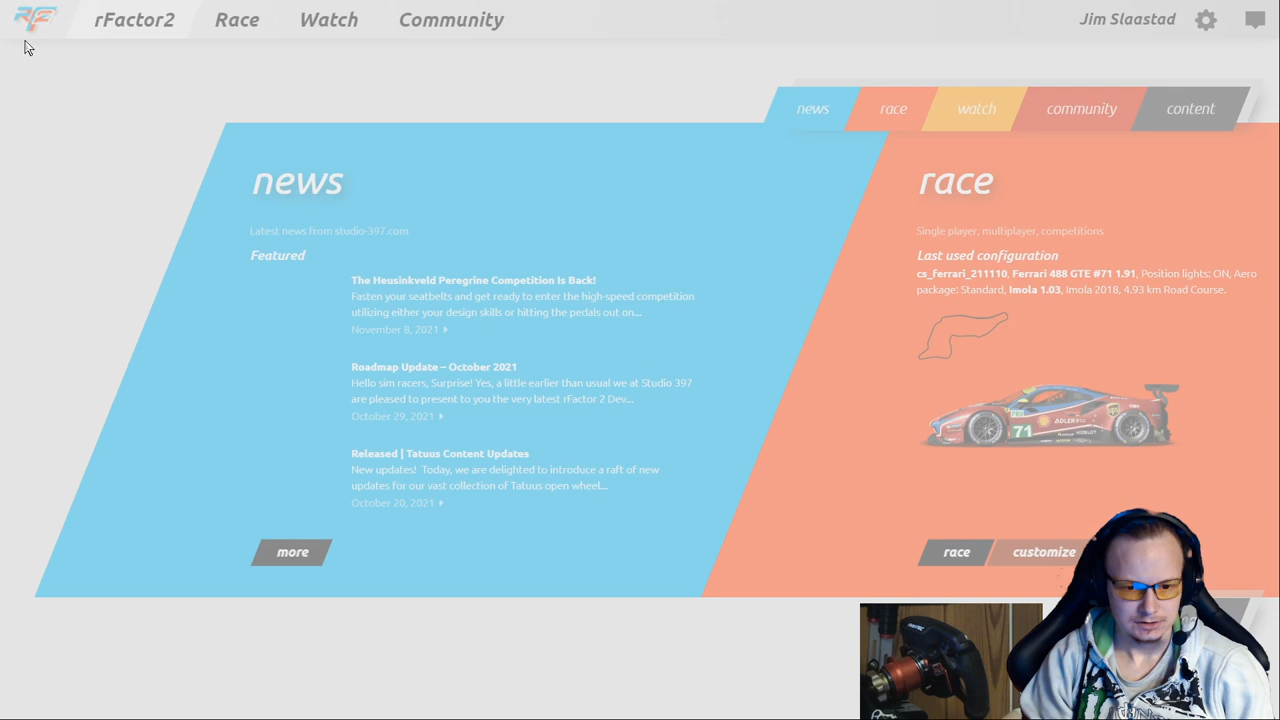 rFactor2 Race Watch Community Jim Slaastad
news race watch community content
news
Latest news from studio-397.com
Featured
The Heusinkveld Peregrine Competition Is Back!
Fasten your seatbelts and get ready to enter the high-speed competition
utilizing either your design skills or hitting the pedals out on...
November 8, 2021
Roadmap Update – October 2021
Hello sim racers, Surprise! Yes, a little earlier than usual we at Studio 397
are pleased to present to you the very latest rFactor 2 Dev...
October 29, 2021
Released | Tatuus Content Updates
New updates! Today, we are delighted to introduce a raft of new
updates for our vast collection of Tatuus open wheel...
October 20, 2021
more
race
Single player, multiplayer, competitions
Last used configuration
cs_ferrari_211110, Ferrari 488 GTE #71 1.91, Position lights: ON, Aero
package: Standard, Imola 1.03, Imola 2018, 4.93 km Road Course.
71
ADLER
ups
race customize